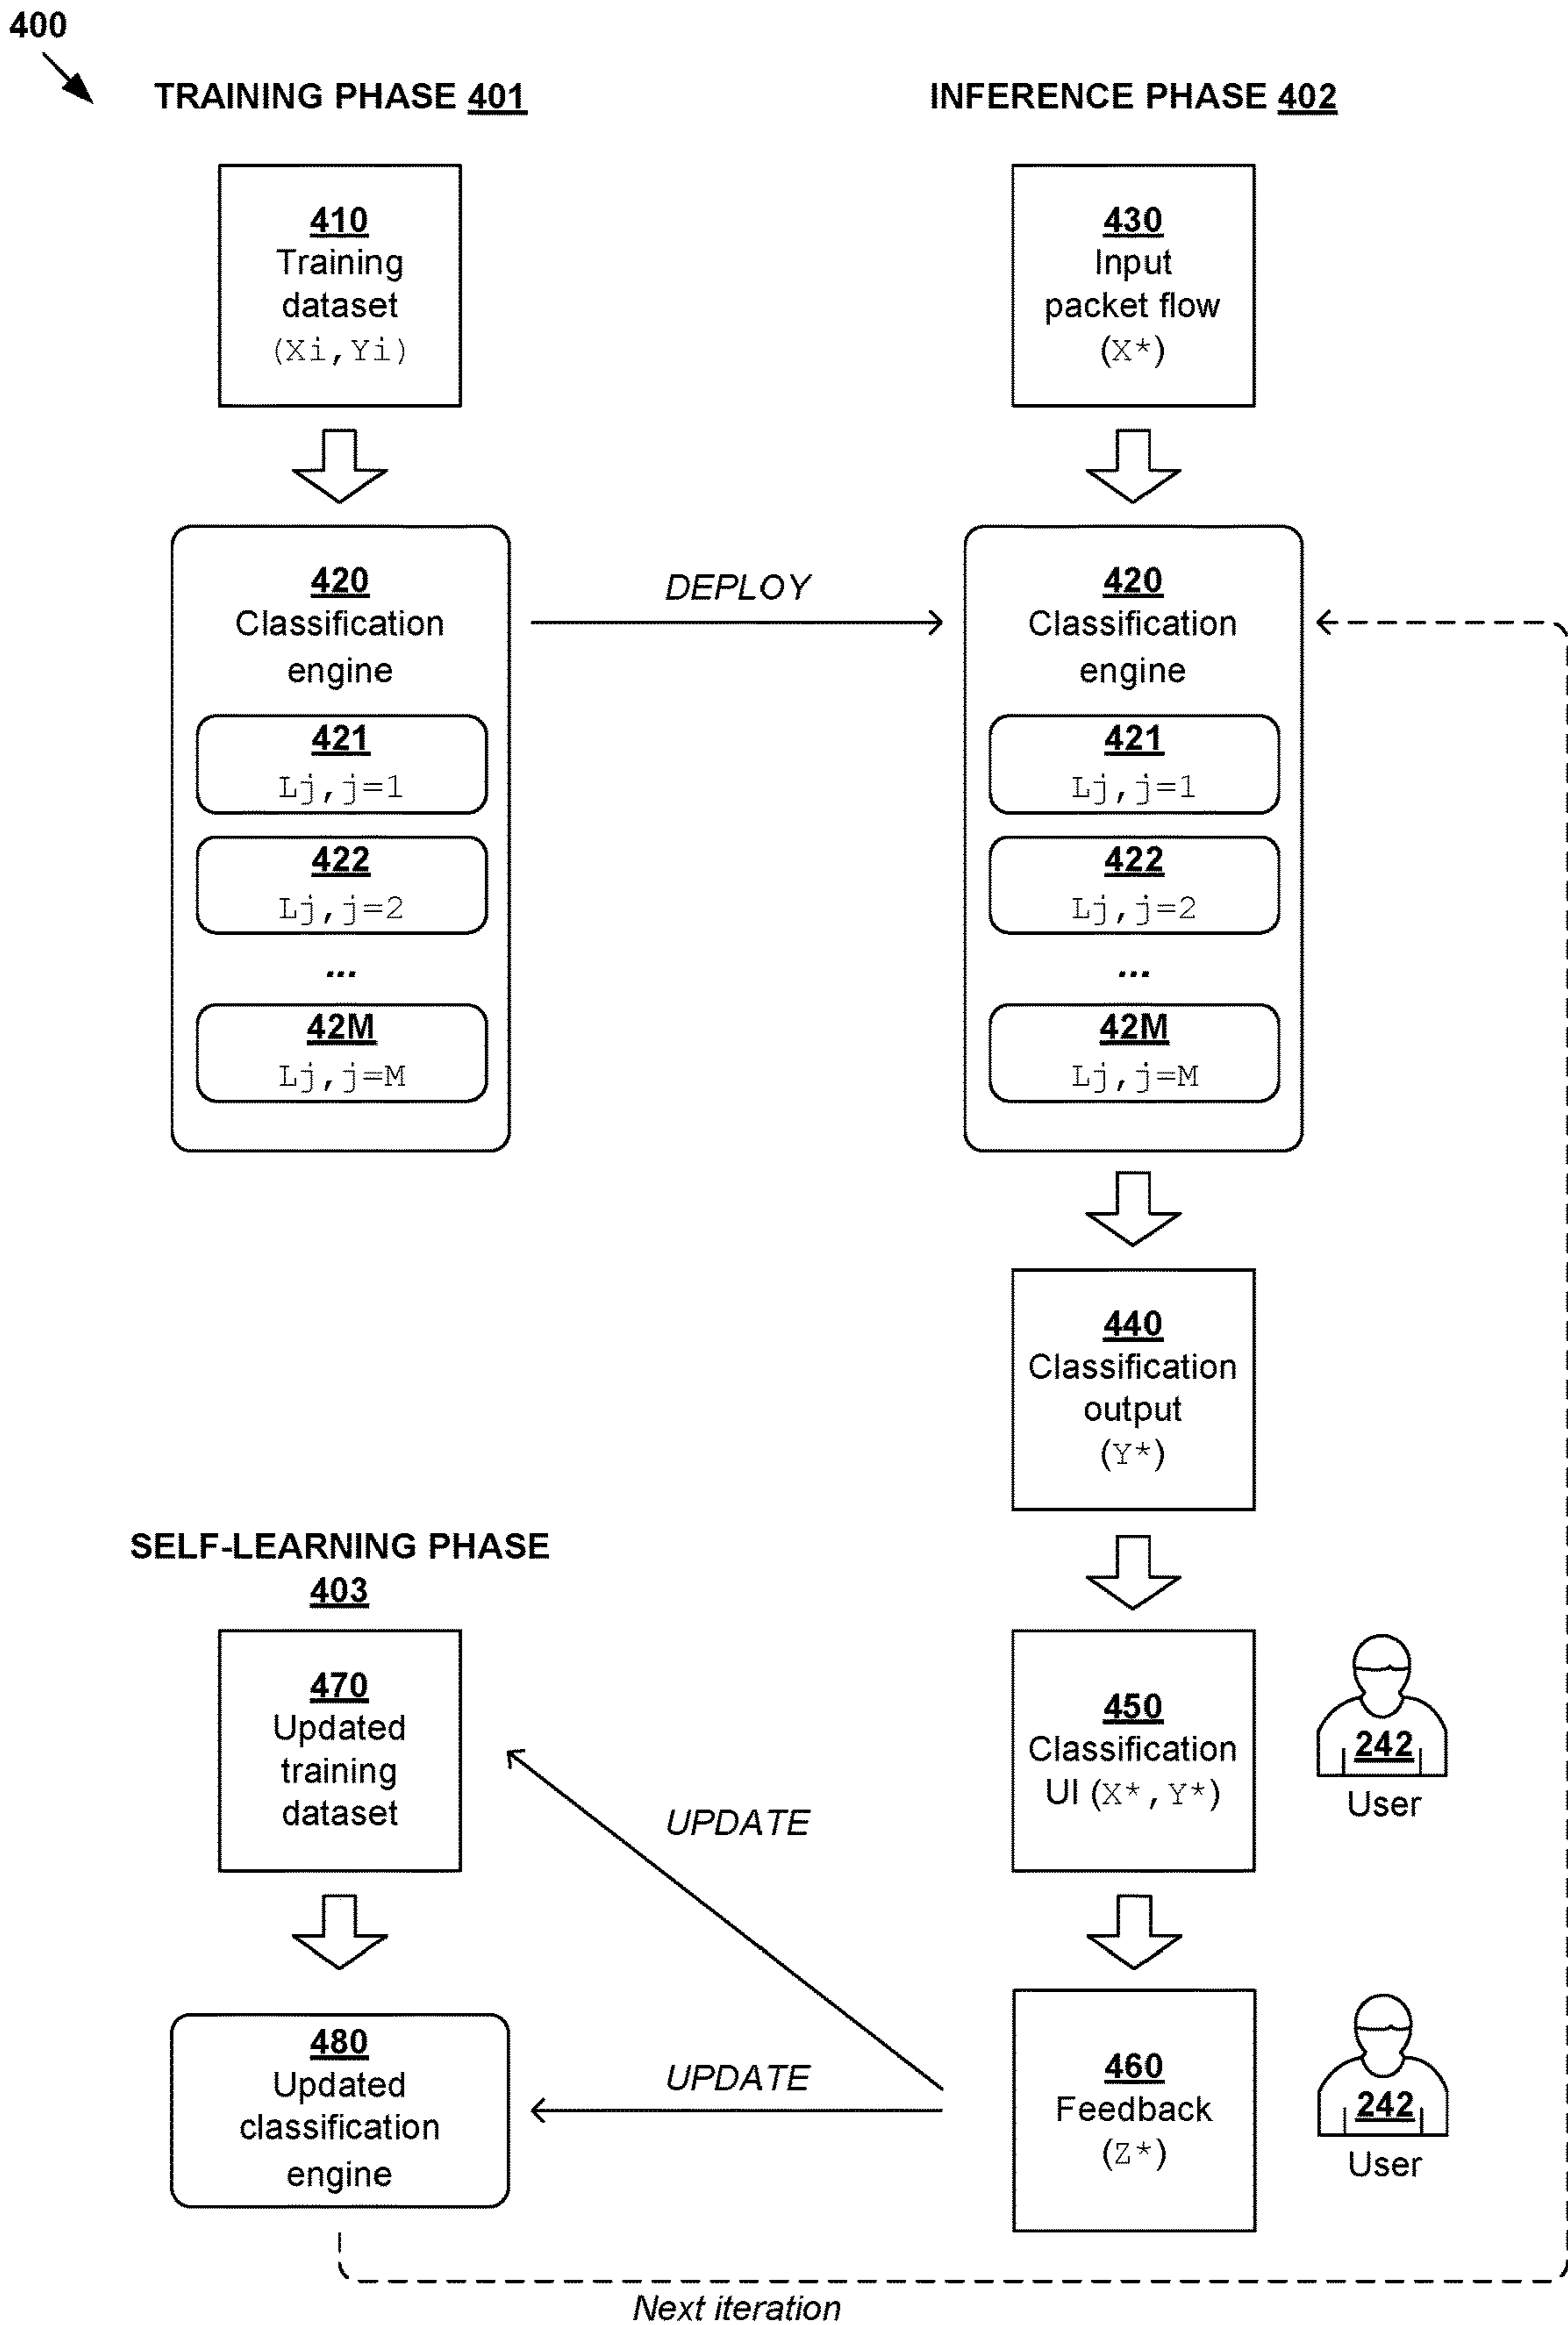 400
TRAINING PHASE 401
410
Training
dataset
(Xi,Yi)
420
Classification
engine
421
Lj,j=1
422
Lj,j=2
...
42M
Lj,j=M
DEPLOY
INFERENCE PHASE 402
430
Input
packet flow
(X*)
420
Classification
engine
421
Lj,j=1
422
Lj,j=2
...
42M
Lj,j=M
440
Classification
output
(Y*)
450
Classification
UI (X*,Y*)
242
User
460
Feedback
(Z*)
242
User
SELF-LEARNING PHASE
403
470
Updated
training
dataset
UPDATE
480
Updated
classification
engine
UPDATE
Next iteration